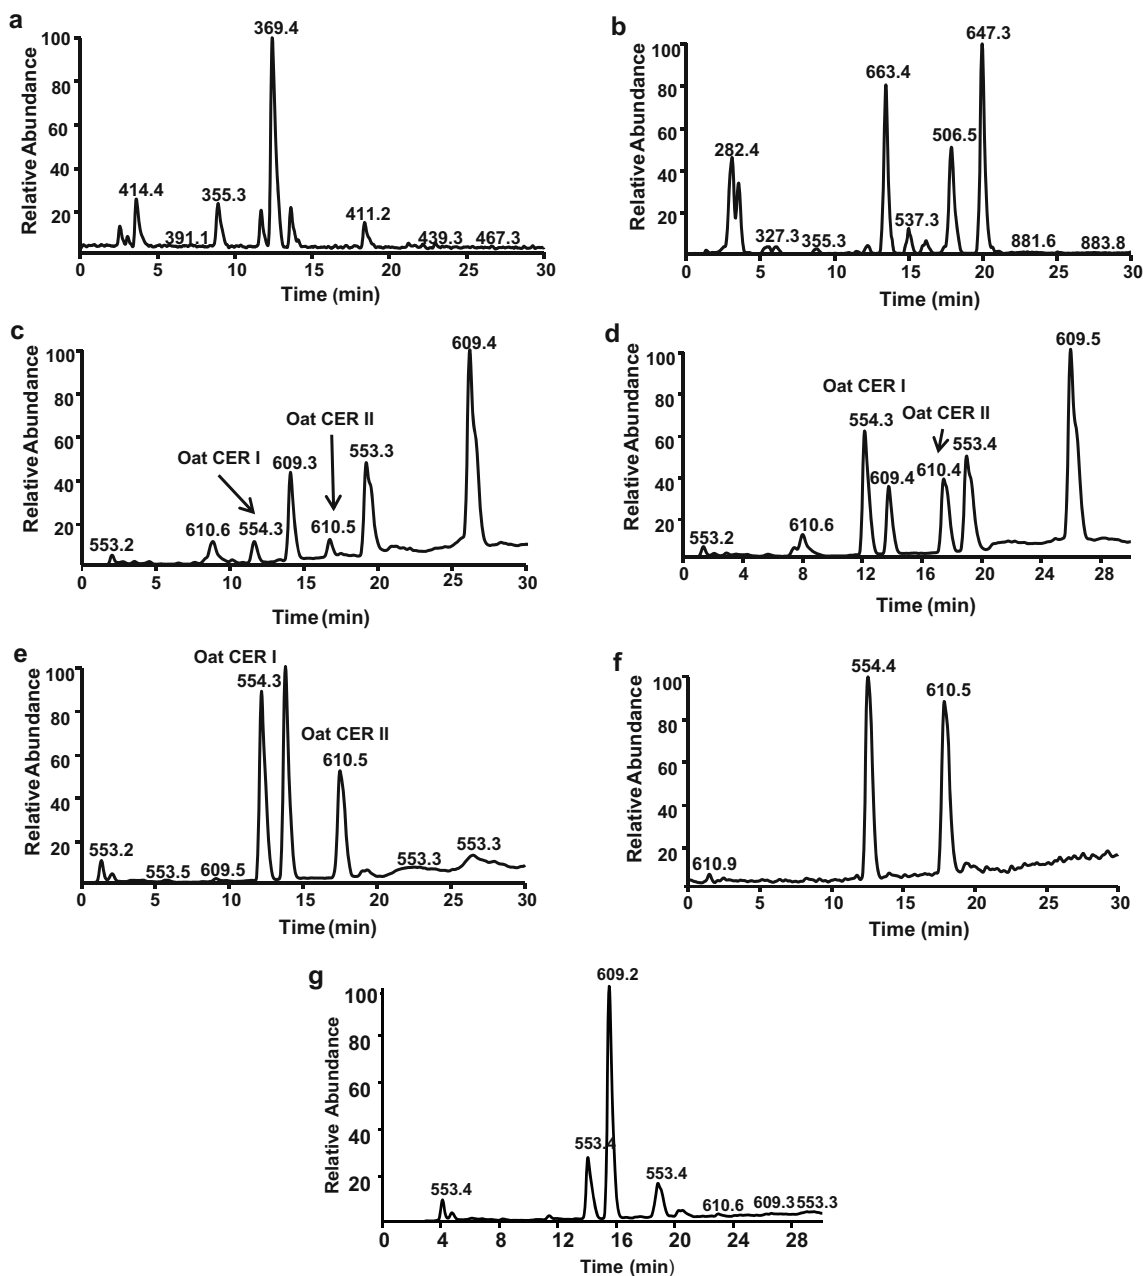 a
369.4
100
80
60
40
20
414.4
355.3
391.1
411.2
439.3
467.3
0 5 10 15 20 25 30
Time (min)
Relative Abundance
b
647.3
100
80
60
40
20
663.4
506.5
282.4
537.3
327.3
355.3
881.6
883.8
0 5 10 15 20 25 30
Time (min)
Relative Abundance
c
609.4
100
80
60
40
20
Oat CER II
Oat CER I
553.3
609.3
610.6
554.3
610.5
553.2
0 5 10 15 20 25 30
Time (min)
Relative Abundance
d
609.5
100
80
60
40
20
Oat CER I
554.3
Oat CER II
553.4
609.4
610.4
553.2
610.6
0 4 8 12 16 20 24 28
Time (min)
Relative Abundance
e
Oat CER I
100
80
60
40
20
554.3
Oat CER II
610.5
553.2
553.5
609.5
553.3
553.3
0 5 10 15 20 25 30
Time (min)
Relative Abundance
f
554.4
100
80
60
40
20
610.5
610.9
0 5 10 15 20 25 30
Time (min)
Relative Abundance
g
609.2
100
80
60
40
20
553.4
553.4
553.4
610.6
609.3
553.3
0 4 8 12 16 20 24 28
Time (min)
Relative Abundance